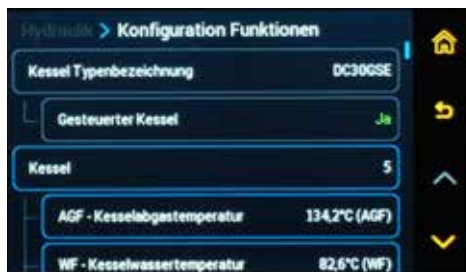 Hydraulik > Konfiguration Funktionen
Kessel Typenbezeichnung DC30GSE
Gesteuerter Kessel Ja
Kessel 5
AGF - Kesselabgastemperatur 134,2°C (AGF)
WF - Kesselwassertemperatur 82,6°C (WF)